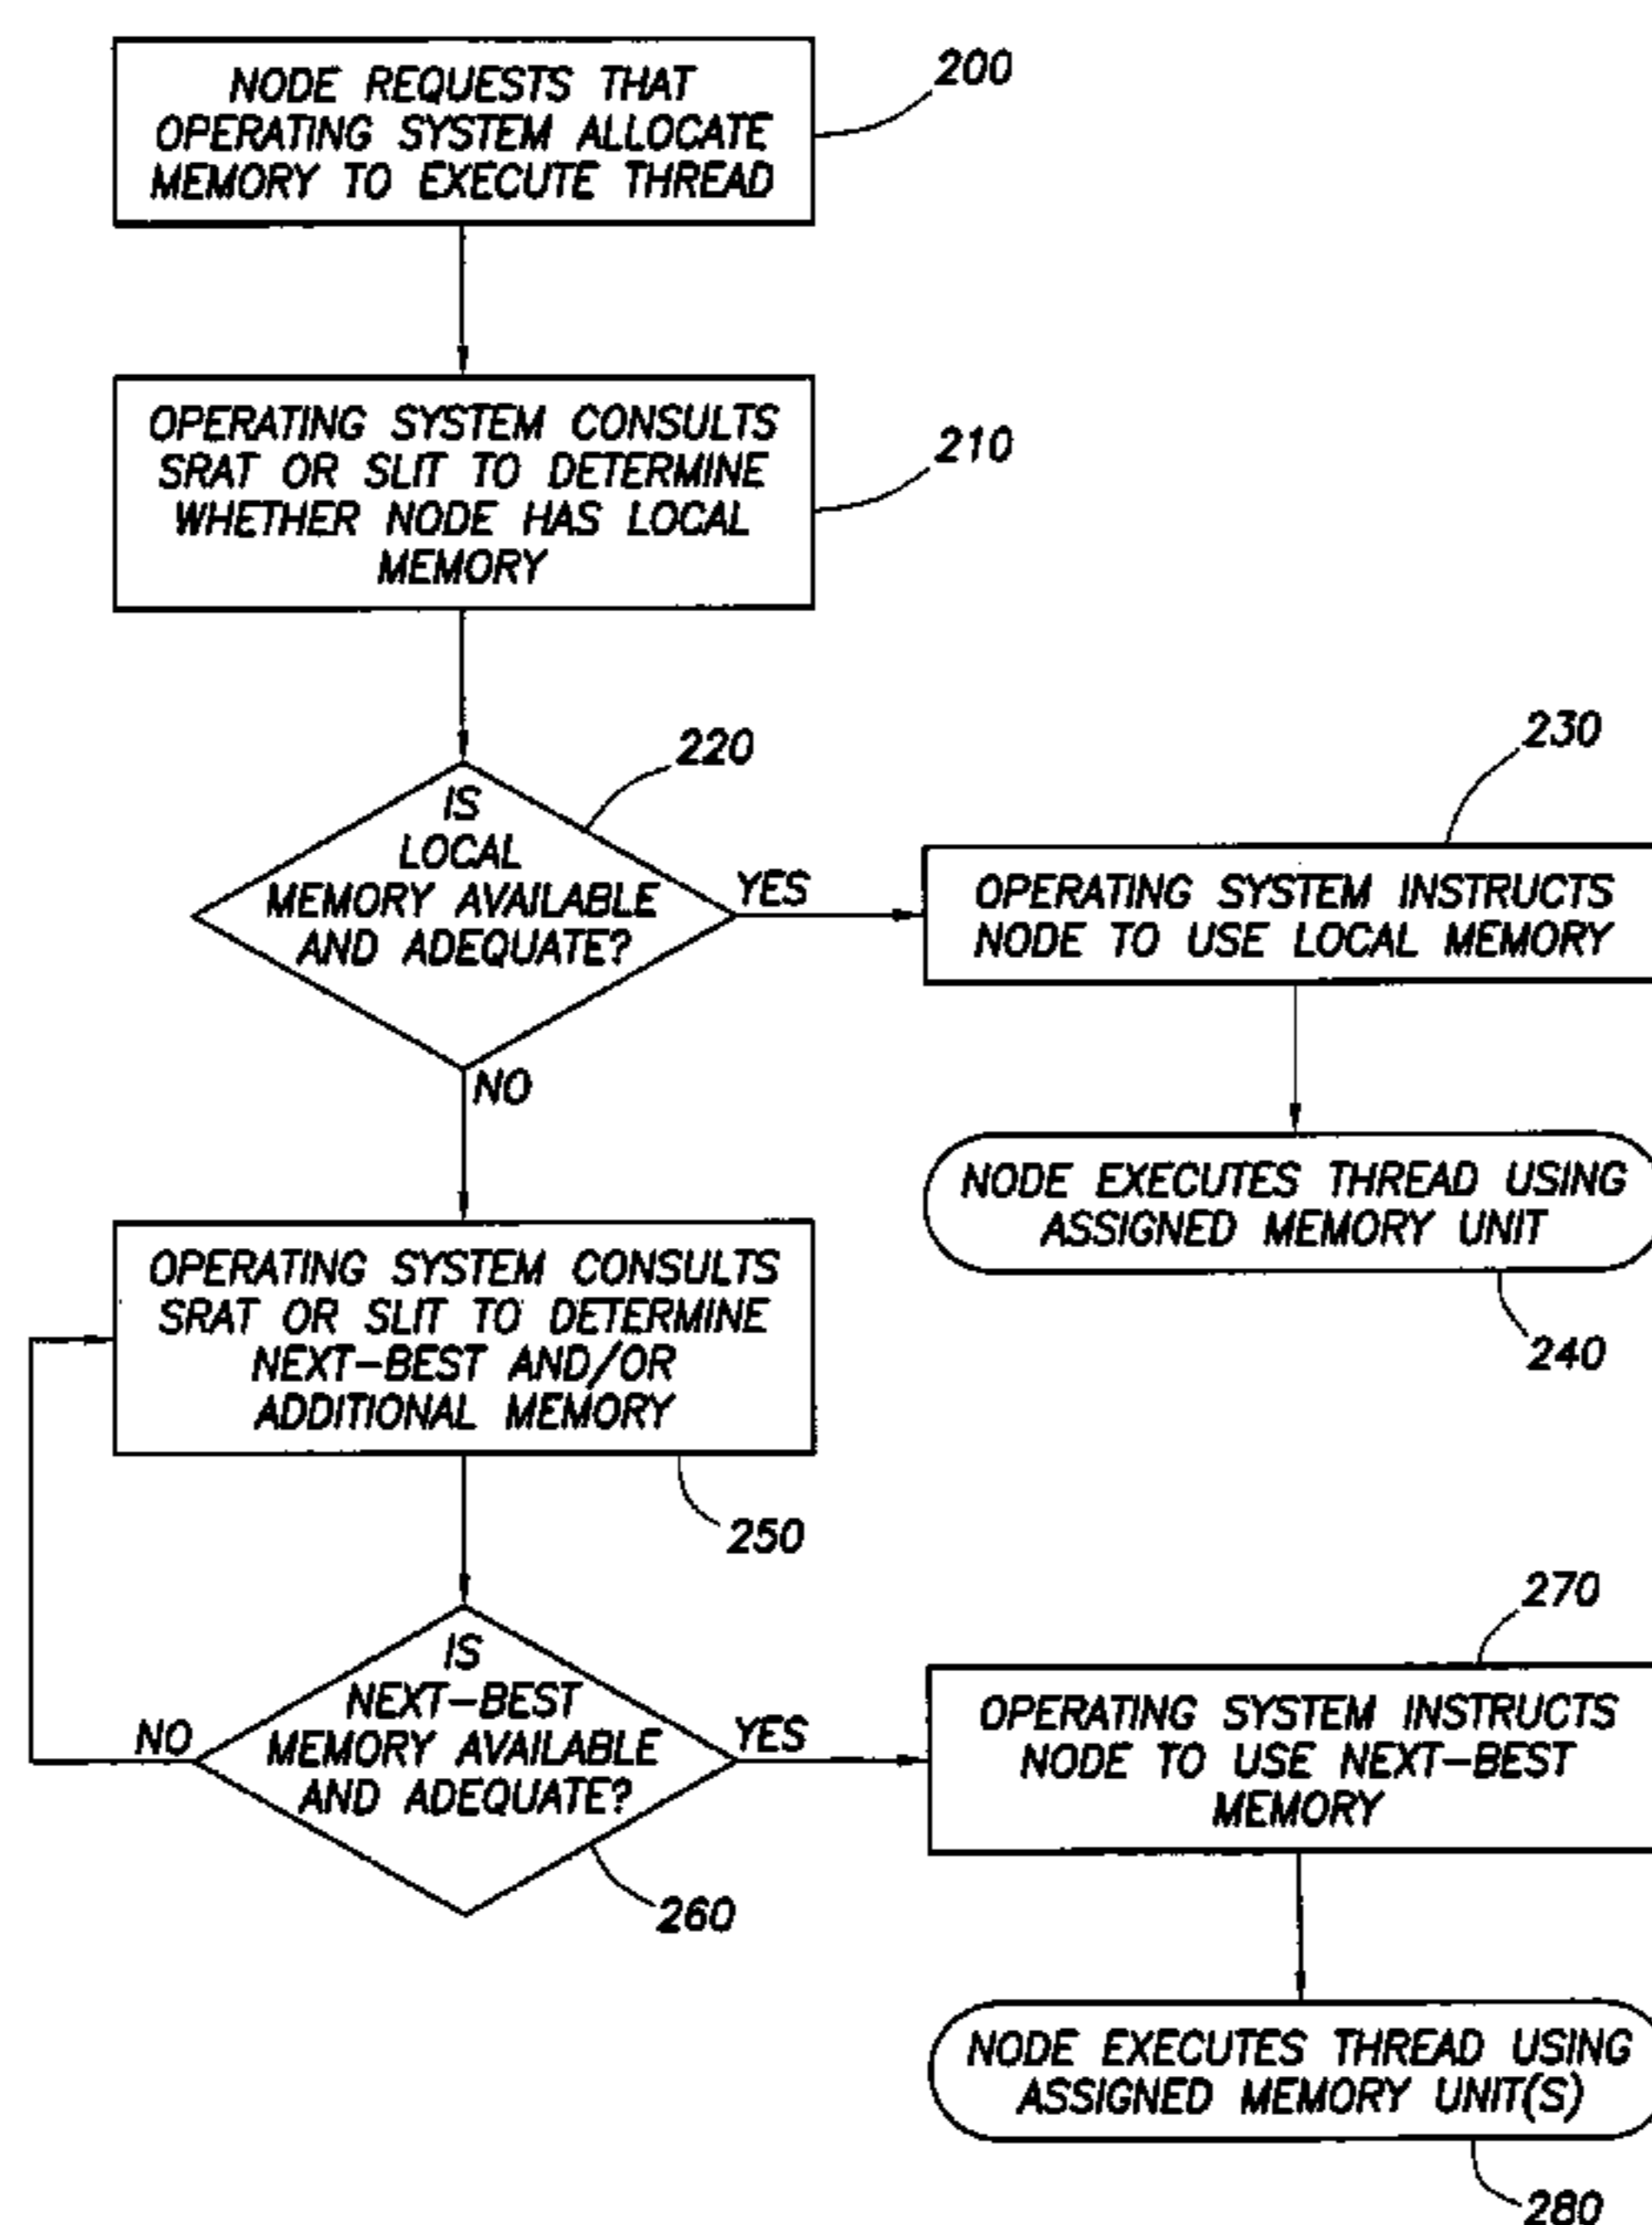 NODE REQUESTS THAT
OPERATING SYSTEM ALLOCATE
MEMORY TO EXECUTE THREAD
200
OPERATING SYSTEM CONSULTS
SRAT OR SLIT TO DETERMINE
WHETHER NODE HAS LOCAL
MEMORY
210
IS
LOCAL
MEMORY AVAILABLE
AND ADEQUATE?
220
YES
NO
230
OPERATING SYSTEM INSTRUCTS
NODE TO USE LOCAL MEMORY
NODE EXECUTES THREAD USING
ASSIGNED MEMORY UNIT
240
OPERATING SYSTEM CONSULTS
SRAT OR SLIT TO DETERMINE
NEXT-BEST AND/OR
ADDITIONAL MEMORY
250
IS
NEXT-BEST
MEMORY AVAILABLE
AND ADEQUATE?
260
NO
YES
270
OPERATING SYSTEM INSTRUCTS
NODE TO USE NEXT-BEST
MEMORY
NODE EXECUTES THREAD USING
ASSIGNED MEMORY UNIT(S)
280